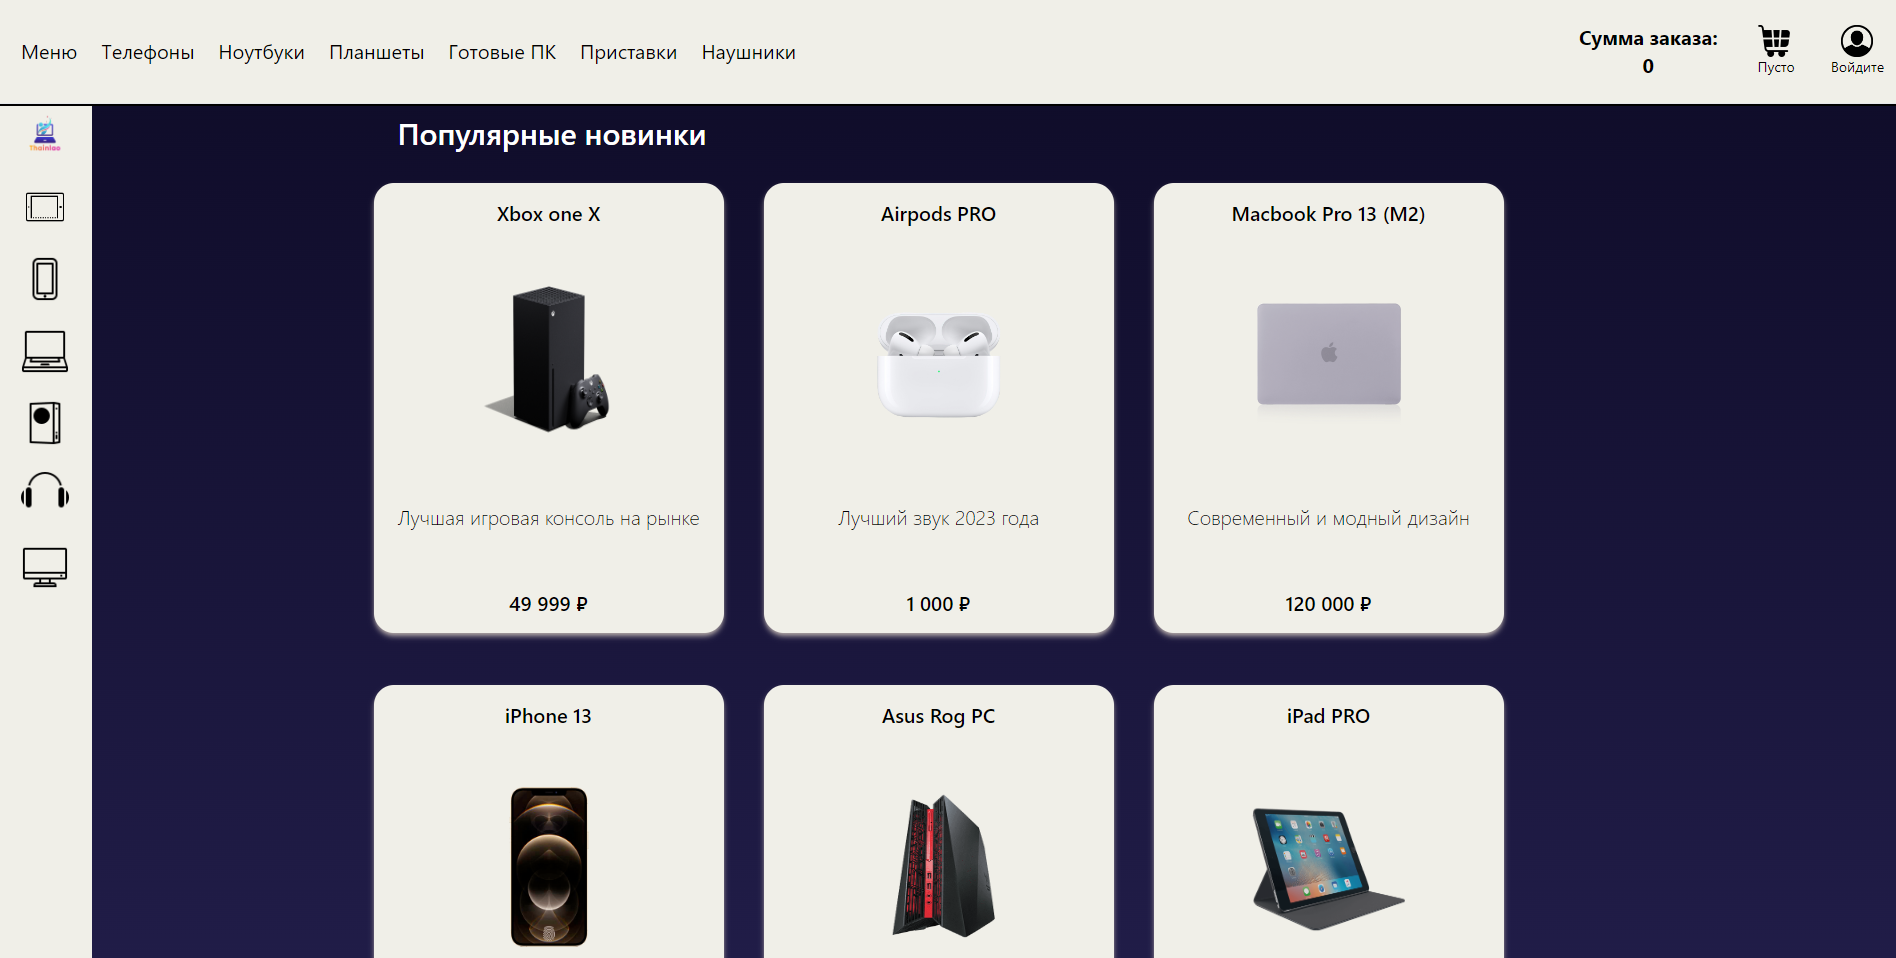 Меню Телефоны Ноутбуки Планшеты Готовые ПК Приставки Наушники
Сумма заказа:
0
Пусто
Войдите
Thainlao
Популярные новинки
Xbox one X
Лучшая игровая консоль на рынке
49 999 ₽
Airpods PRO
Лучший звук 2023 года
1 000 ₽
Macbook Pro 13 (M2)
Современный и модный дизайн
120 000 ₽
iPhone 13
Asus Rog PC
iPad PRO